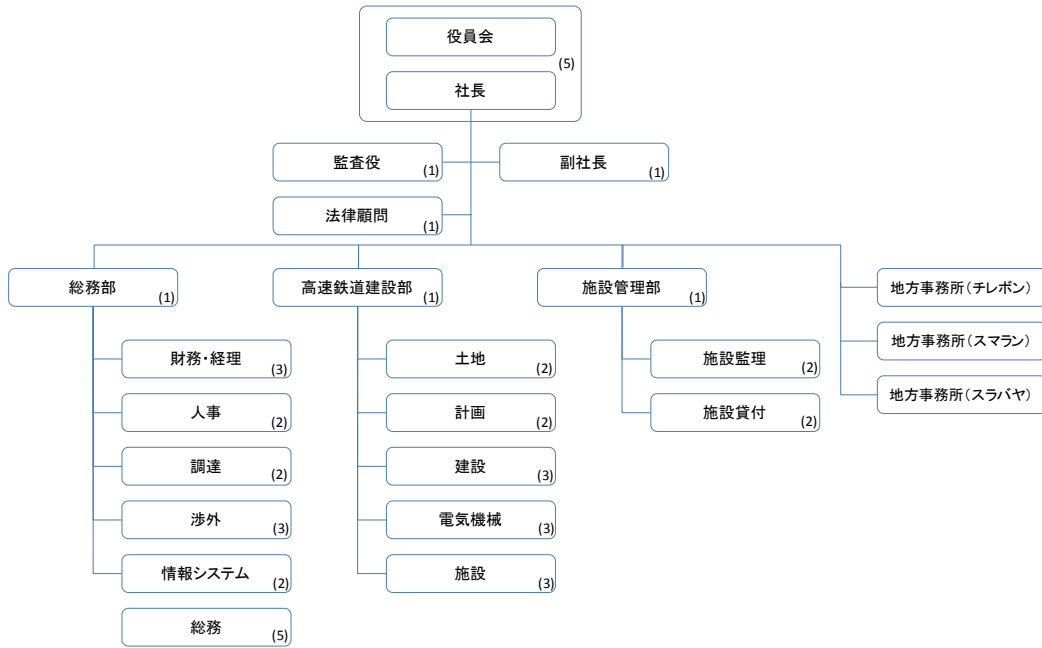 役員会
社長
(5)
監査役
(1)
副社長
(1)
法律顧問
(1)
総務部
(1)
高速鉄道建設部
(1)
施設管理部
(1)
地方事務所(チレボン)
地方事務所(スマラン)
地方事務所(スラバヤ)
財務・経理
(3)
人事
(2)
調達
(2)
渉外
(3)
情報システム
(2)
総務
(5)
土地
(2)
計画
(2)
建設
(3)
電気機械
(3)
施設
(3)
施設監理
(2)
施設貸付
(2)